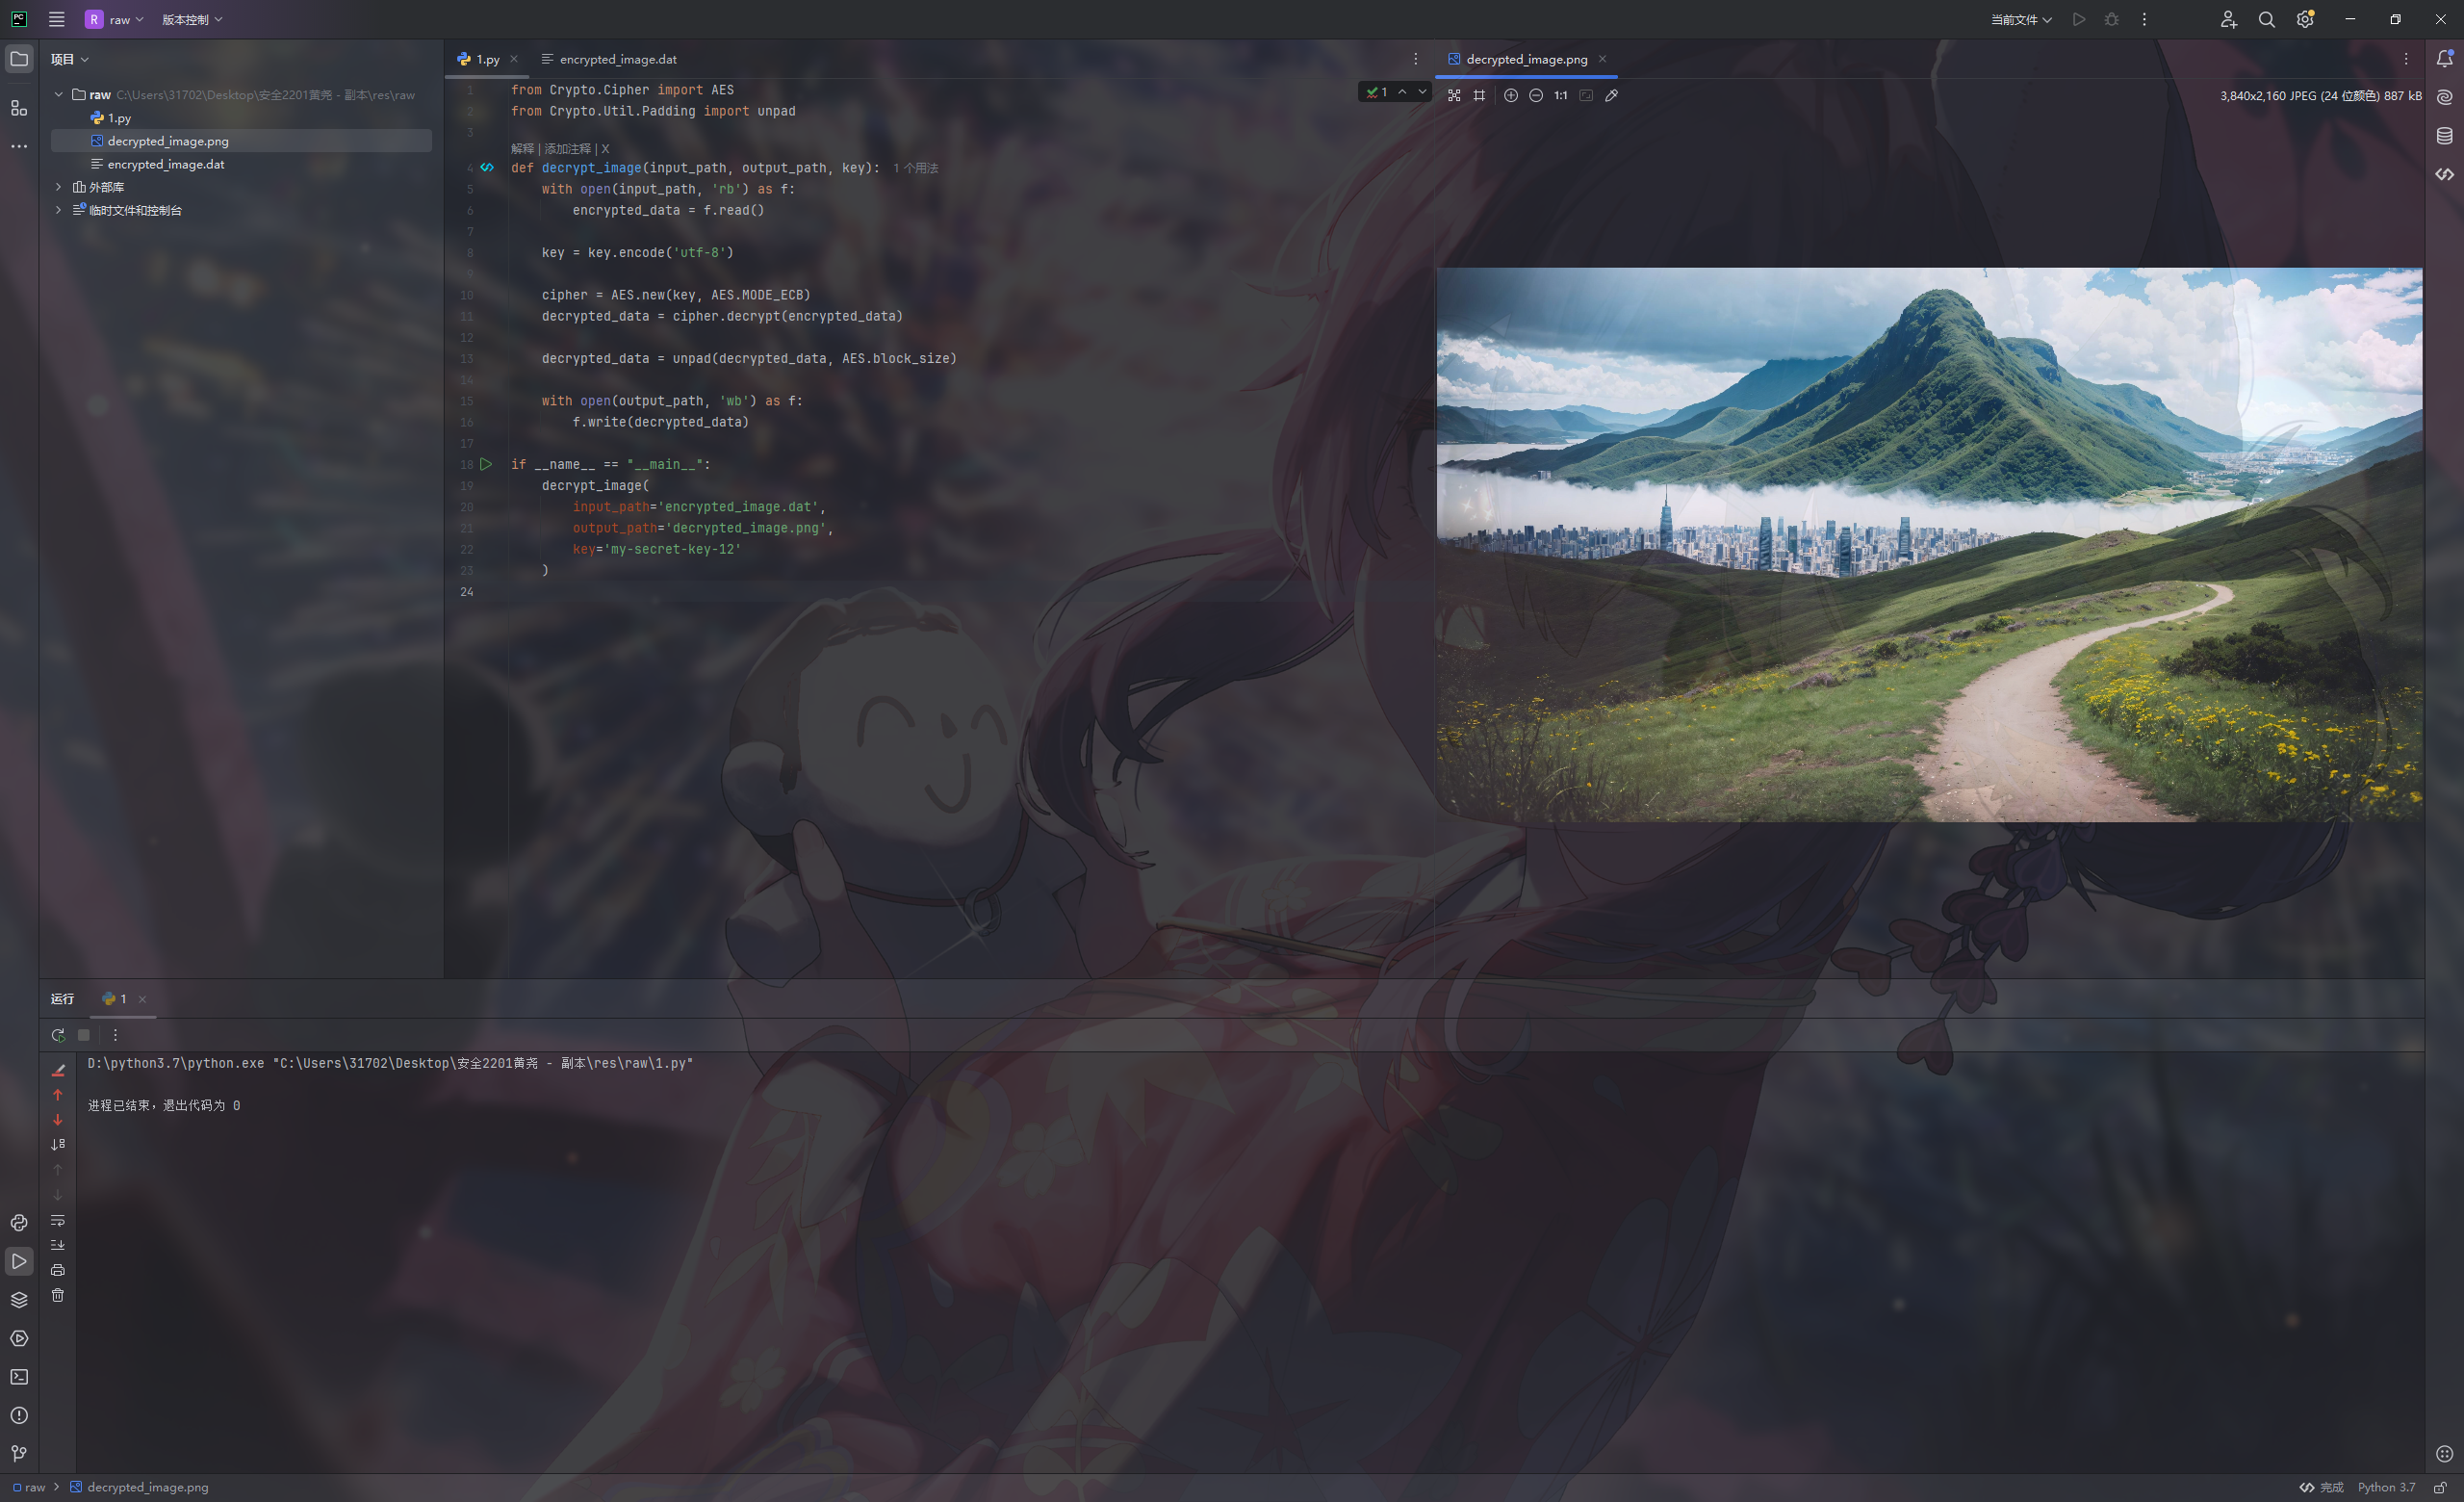 PC
R raw 版本控制
当前文件
项目
raw C:\Users\31702\Desktop\安全2201黄尧 - 副本\res\raw
1.py
decrypted_image.png
encrypted_image.dat
外部库
临时文件和控制台
1.py
encrypted_image.dat
1
1 from Crypto.Cipher import AES
2 from Crypto.Util.Padding import unpad
3
解释 | 添加注释 | X
4 def decrypt_image(input_path, output_path, key): 1 个用法
5 with open(input_path, 'rb') as f:
6 encrypted_data = f.read()
7
8 key = key.encode('utf-8')
9
10 cipher = AES.new(key, AES.MODE_ECB)
11 decrypted_data = cipher.decrypt(encrypted_data)
12
13 decrypted_data = unpad(decrypted_data, AES.block_size)
14
15 with open(output_path, 'wb') as f:
16 f.write(decrypted_data)
17
18 if __name__ == "__main__":
19 decrypt_image(
20 input_path='encrypted_image.dat',
21 output_path='decrypted_image.png',
22 key='my-secret-key-12'
23 )
24
decrypted_image.png
1:1
3,840x2,160 JPEG (24 位颜色) 887 kB
运行
1
D:\python3.7\python.exe "C:\Users\31702\Desktop\安全2201黄尧 - 副本\res\raw\1.py"
进程已结束，退出代码为 0
raw
decrypted_image.png
完成
Python 3.7